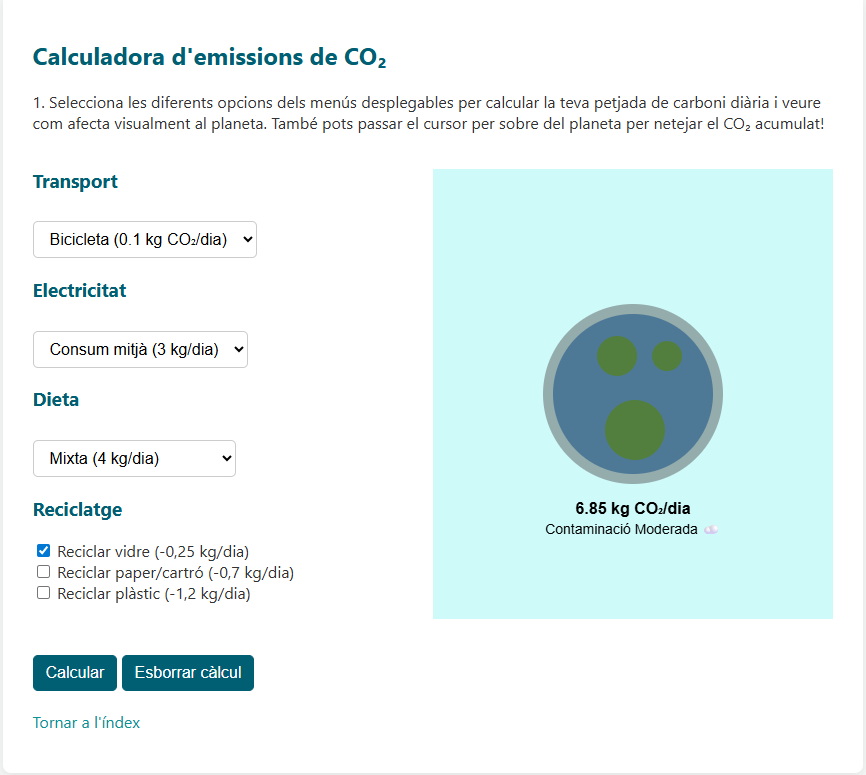 Calculadora d'emissions de CO₂
1. Selecciona les diferents opcions dels menús desplegables per calcular la teva petjada de carboni diària i veure
com afecta visualment al planeta. També pots passar el cursor per sobre del planeta per netejar el CO₂ acumulat!
Transport
Bicicleta (0.1 kg CO₂/dia)
Electricitat
Consum mitjà (3 kg/dia)
Dieta
Mixta (4 kg/dia)
Reciclatge
Reciclar vidre (-0,25 kg/dia)
Reciclar paper/cartró (-0,7 kg/dia)
Reciclar plàstic (-1,2 kg/dia)
6.85 kg CO₂/dia
Contaminació Moderada ☁️
Calcular
Esborrar càlcul
Tornar a l'índex